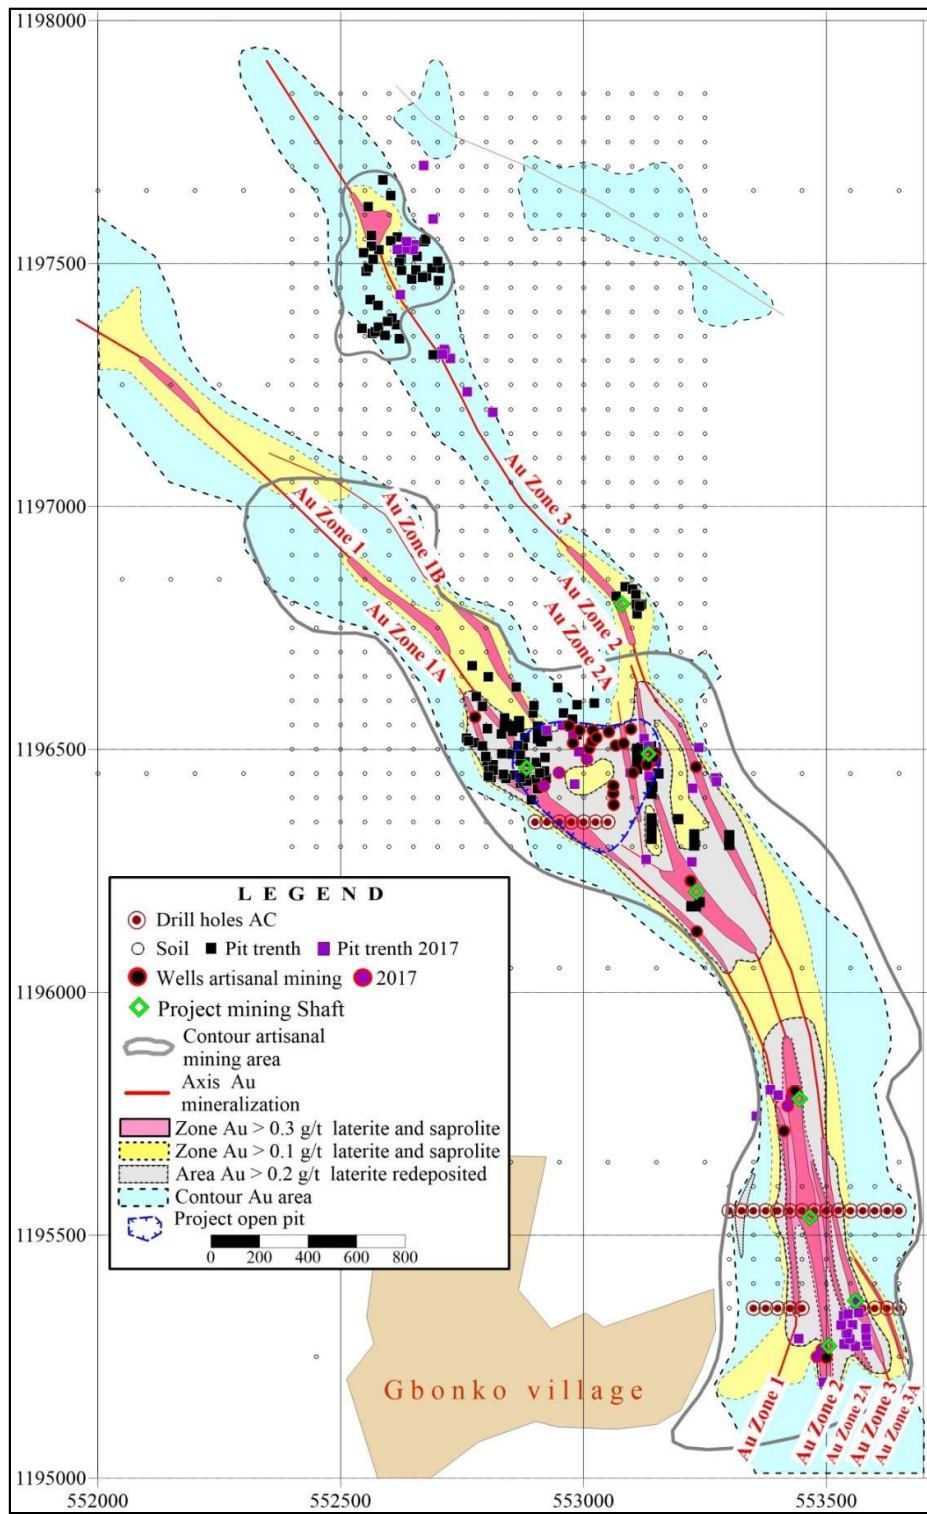 1198000
1197500
1197000
1196500
1196000
1195500
1195000
552000
552500
553000
553500
Au Zone 3
Au Zone 1
Au Zone 1B
Au Zone 2
Au Zone 2A
Au Zone 1A
LEGEND
Drill holes AC
Soil Pit trenth Pit trenth 2017
Wells artisanal mining 2017
Project mining Shaft
Contour artisanal
mining area
Axis Au
mineralization
Zone Au > 0.3 g/t laterite and saprolite
Zone Au > 0.1 g/t laterite and saprolite
Area Au > 0.2 g/t laterite redeposited
Contour Au area
Project open pit
0 200 400 600 800
Gbonko village
Au Zone 1
Au Zone 2
Au Zone 2A
Au Zone 3
Au Zone 3A